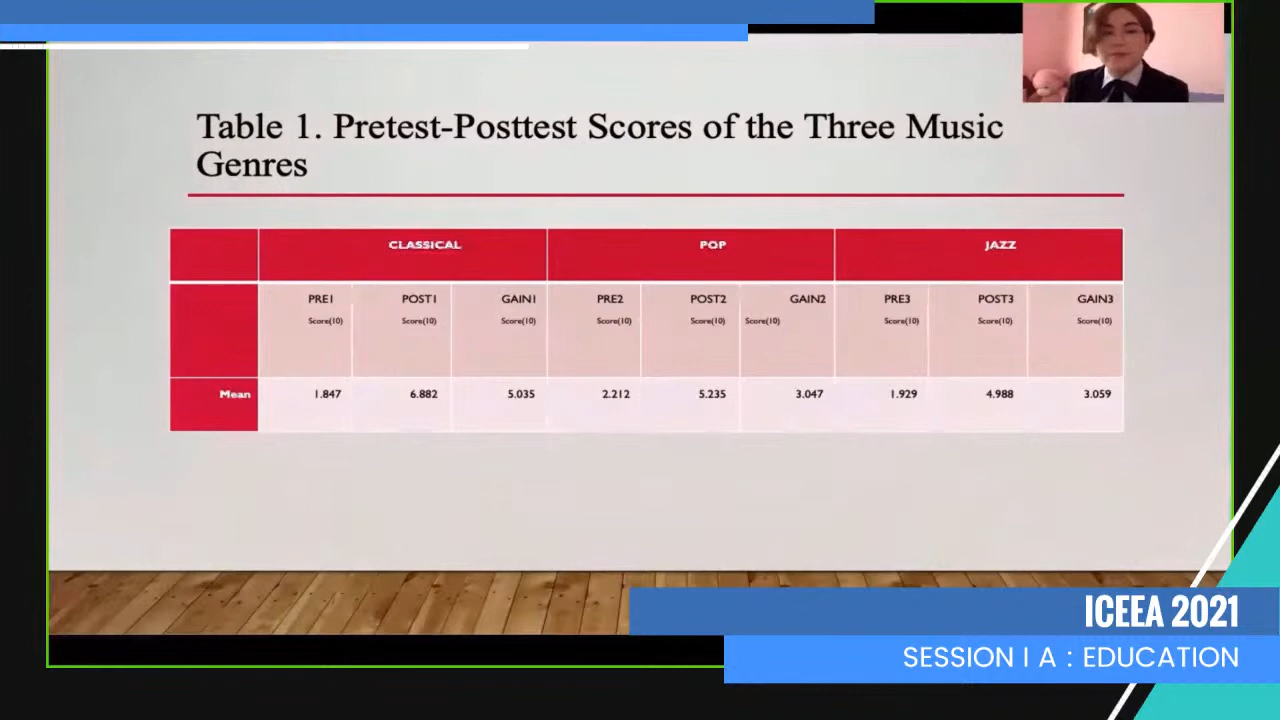 Table 1. Pretest-Posttest Scores of the Three Music
Genres
CLASSICAL POP JAZZ
PRE1 POST1 GAIN1 PRE2 POST2 GAIN2 PRE3 POST3 GAIN3
Score(10) Score(10) Score(10) Score(10) Score(10) Score(10) Score(10) Score(10) Score(10)
Mean 1.847 6.882 5.035 2.212 5.235 3.047 1.929 4.988 3.059
ICEEA 2021
SESSION I A : EDUCATION